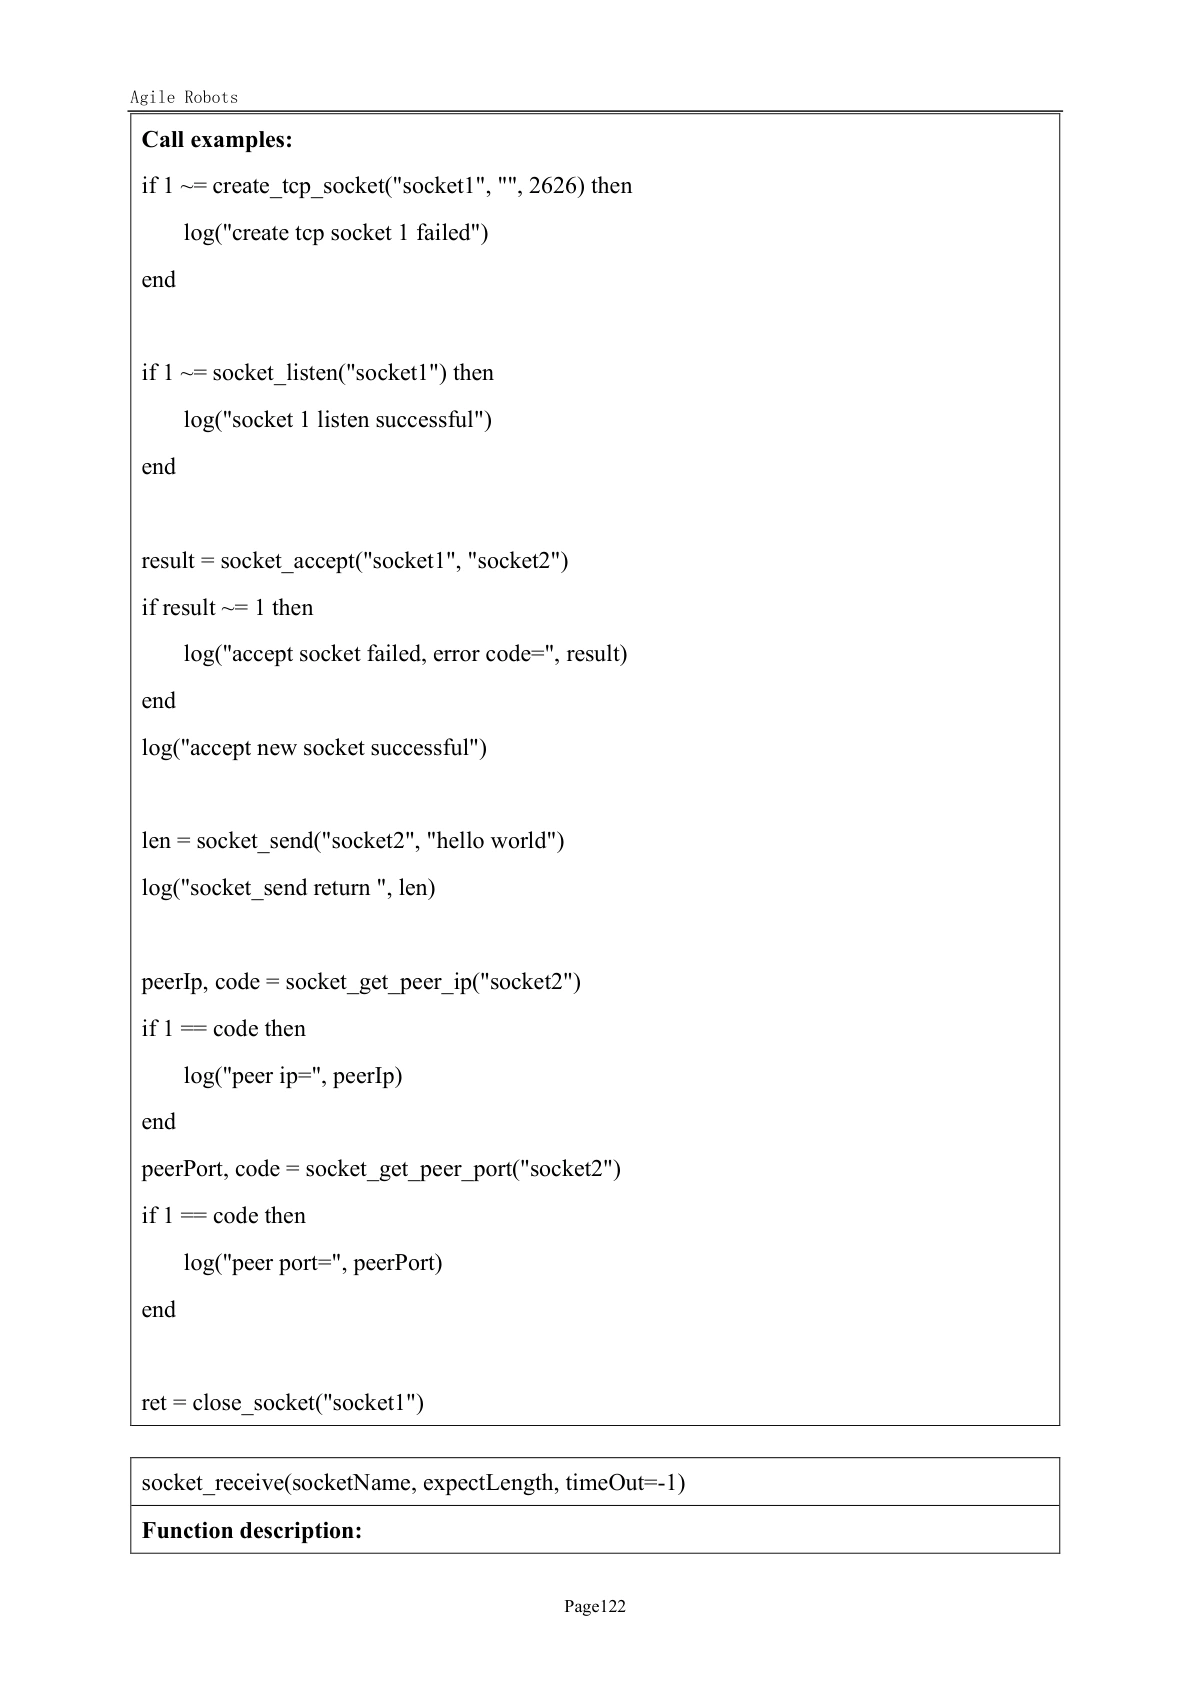 Agile Robots
Call examples:
if 1 ~= create_tcp_socket("socket1", "", 2626) then
log("create tcp socket 1 failed")
end
if 1 ~= socket_listen("socket1") then
log("socket 1 listen successful")
end
result = socket_accept("socket1", "socket2")
if result ~= 1 then
log("accept socket failed, error code=", result)
end
log("accept new socket successful")
len = socket_send("socket2", "hello world")
log("socket_send return ", len)
peerIp, code = socket_get_peer_ip("socket2")
if 1 == code then
log("peer ip=", peerIp)
end
peerPort, code = socket_get_peer_port("socket2")
if 1 == code then
log("peer port=", peerPort)
end
ret = close_socket("socket1")
socket_receive(socketName, expectLength, timeOut=-1)
Function description:
Page122